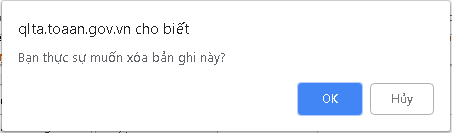 qlta.toaan.gov.vn cho biết
Bạn thực sự muốn xóa bản ghi này?
OK
Hủy